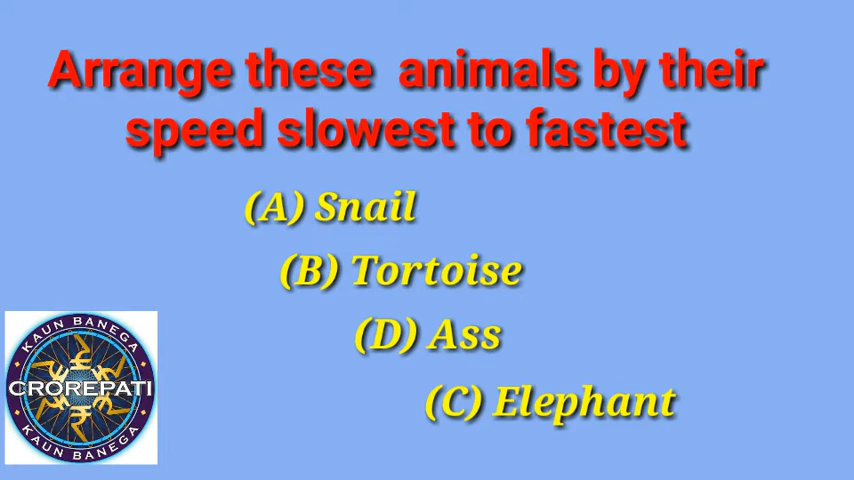 Arrange these animals by their
speed slowest to fastest
(A) Snail
(B) Tortoise
(D) Ass
(C) Elephant
KAUN BANEGA
CROREPATI
KAUN BANEGA